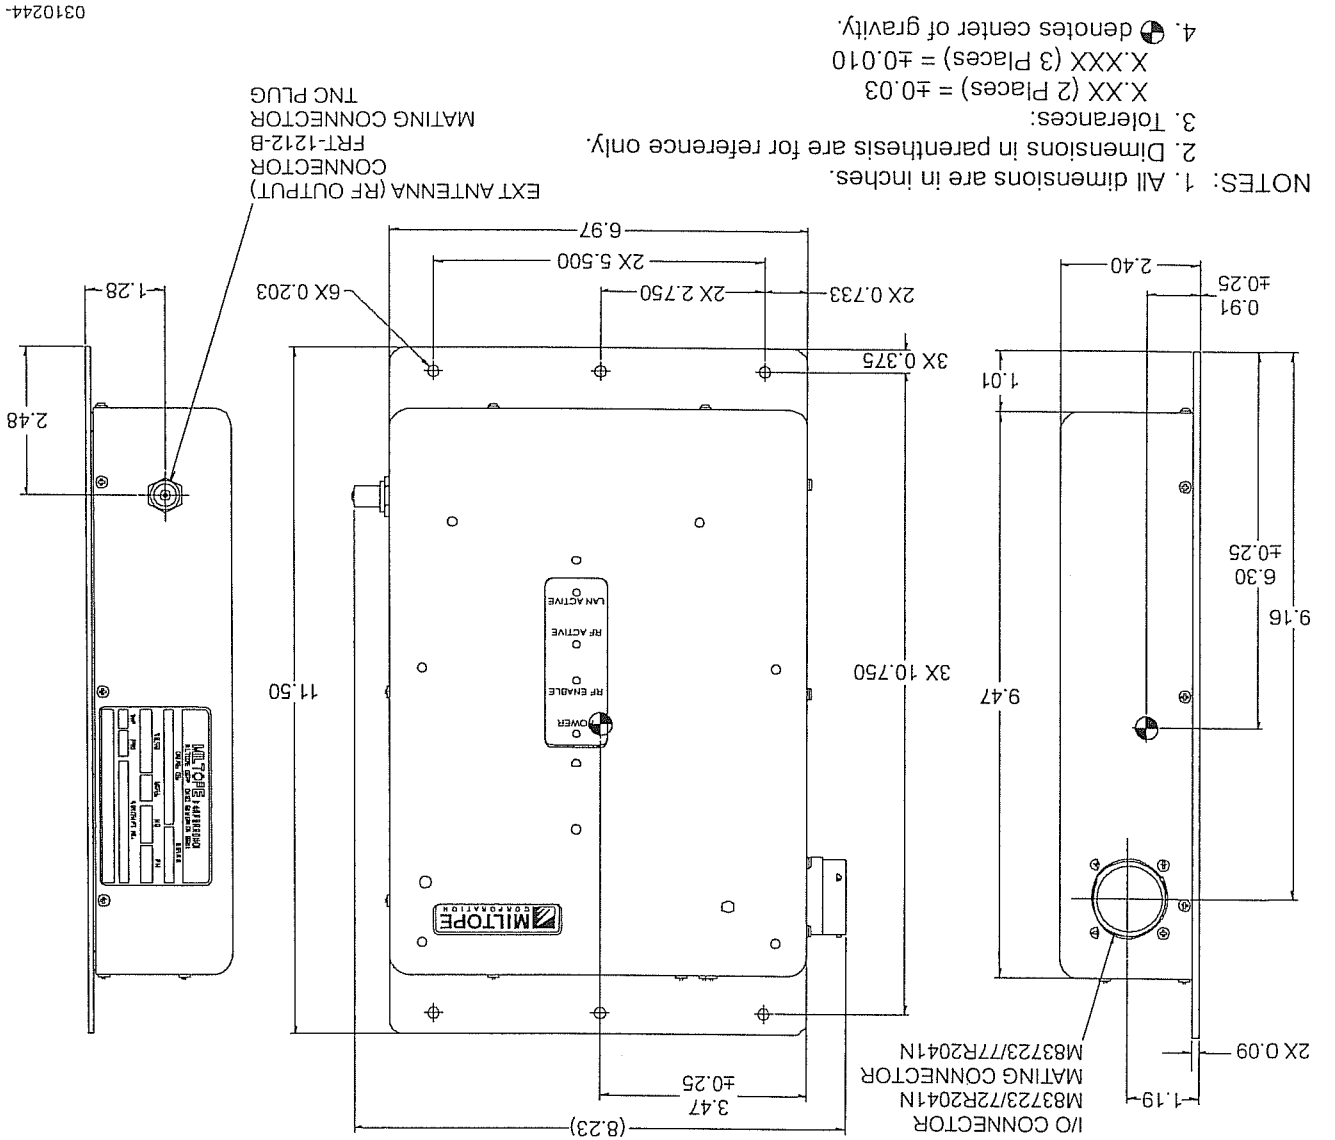 I/O CONNECTOR
M83723/72R2041N
MATING CONNECTOR
M83723/77R2041N
1.19
2X 0.09
9.47
9.16
6.30
±0.25
1.01
0.91
±0.25
2.40
(8.23)
3.47
±0.25
MILTOPE
CORPORATION
POWER
RF ENABLE
RF ACTIVE
LAN ACTIVE
3X 10.750
11.50
3X 0.375
2X 0.733
2X 2.750
6X 0.203
2X 5.500
6.97
MILTOPE
2.48
1.28
EXT ANTENNA (RF OUTPUT)
CONNECTOR
FRT-1212-B
MATING CONNECTOR
TNC PLUG
NOTES: 1. All dimensions are in inches.
2. Dimensions in parenthesis are for reference only.
3. Tolerances:
X.XX (2 Places) = ±0.03
X.XXX (3 Places) = ±0.010
4. denotes center of gravity.
0310244-